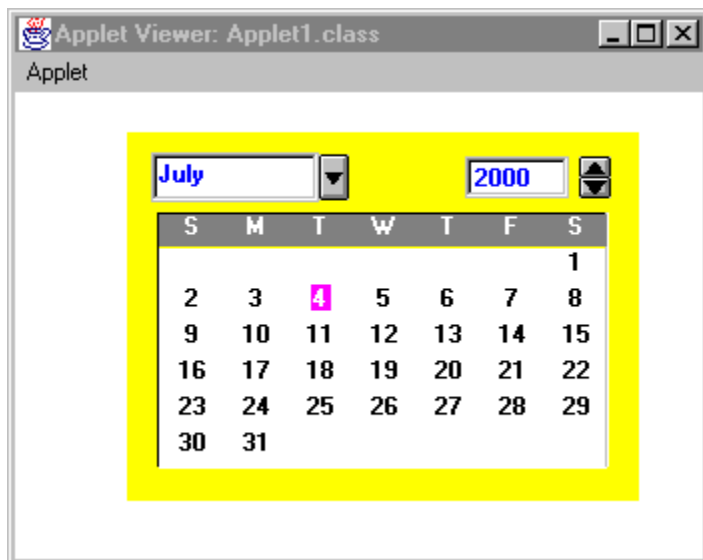 Applet Viewer: Applet1.class
Applet
July 2000
S M T W T F S
1
2 3 4 5 6 7 8
9 10 11 12 13 14 15
16 17 18 19 20 21 22
23 24 25 26 27 28 29
30 31